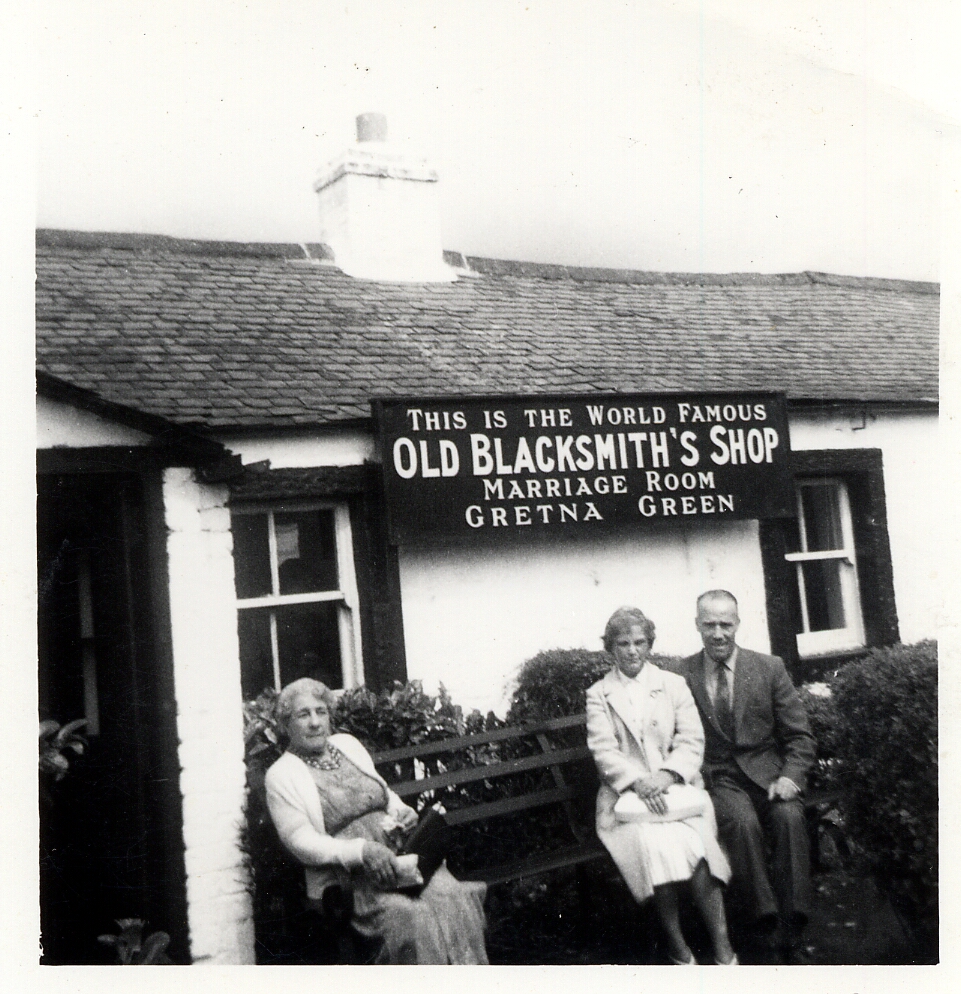 THIS IS THE WORLD FAMOUS
OLD BLACKSMITH'S SHOP
MARRIAGE ROOM
GRETNA GREEN